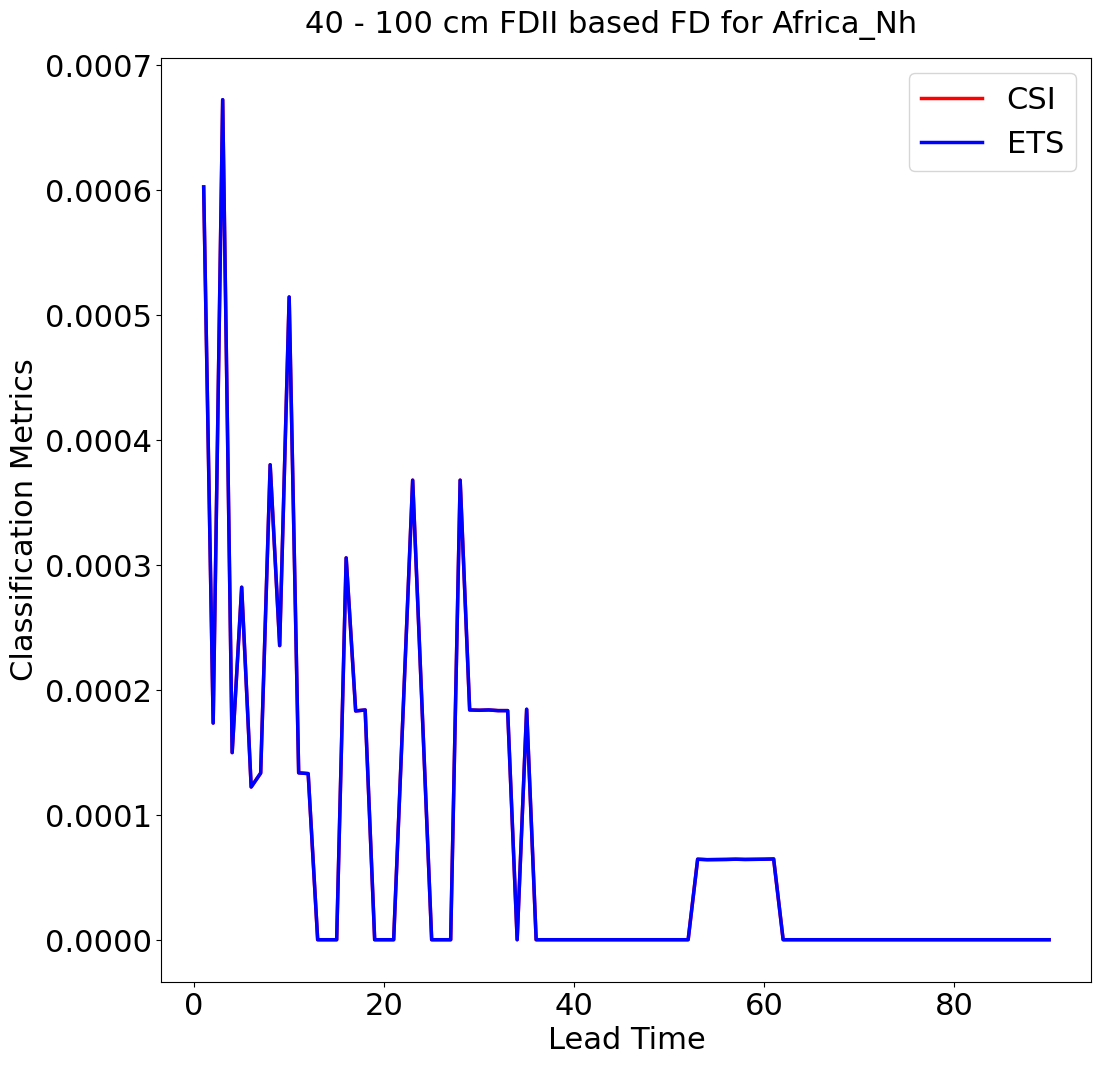 40 - 100 cm FDII based FD for Africa_Nh
CSI
ETS
Classification Metrics
0.0007
0.0006
0.0005
0.0004
0.0003
0.0002
0.0001
0.0000
0 20 40 60 80
Lead Time